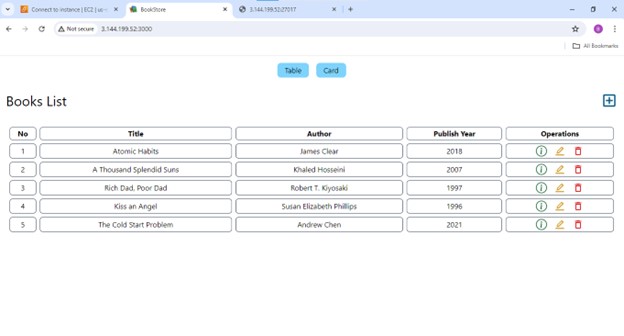 Connect to instance | EC2 | us –
BookStore
3.144.199.52:27017
Not secure 3.144.199.52:3000
All Bookmarks
Table Card
Books List
No Title Author Publish Year Operations
1 Atomic Habits James Clear 2018
2 A Thousand Splendid Suns Khaled Hosseini 2007
3 Rich Dad, Poor Dad Robert T. Kiyosaki 1997
4 Kiss an Angel Susan Elizabeth Phillips 1996
5 The Cold Start Problem Andrew Chen 2021